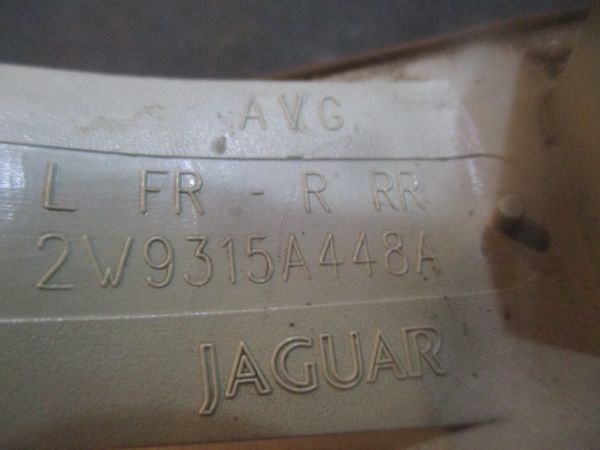 AVG
L FR - R RR
2W9315A448A
JAGUAR